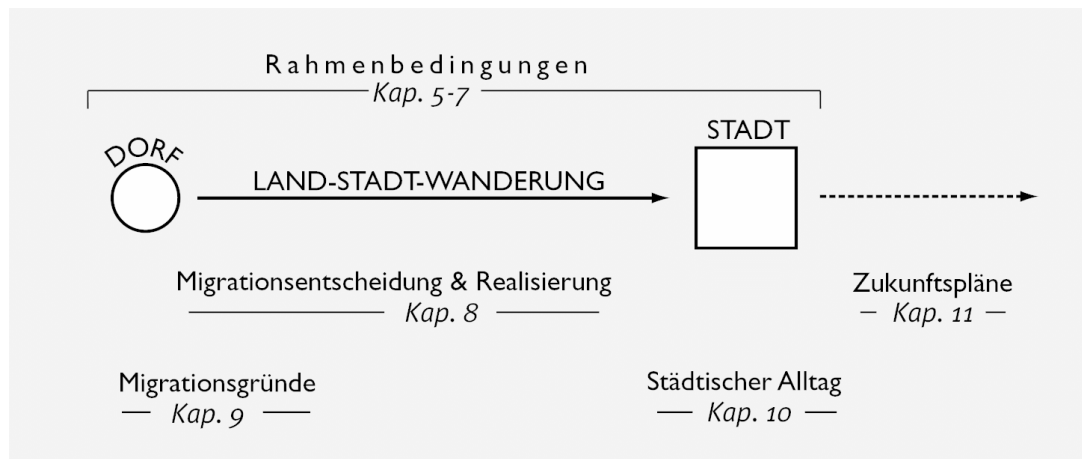 Rahmenbedingungen
Kap. 5-7
DORF
STADT
LAND-STADT-WANDERUNG
Migrationsentscheidung & Realisierung
Kap. 8
Zukunftspläne
Kap. 11
Migrationsgründe
Kap. 9
Städtischer Alltag
Kap. 10